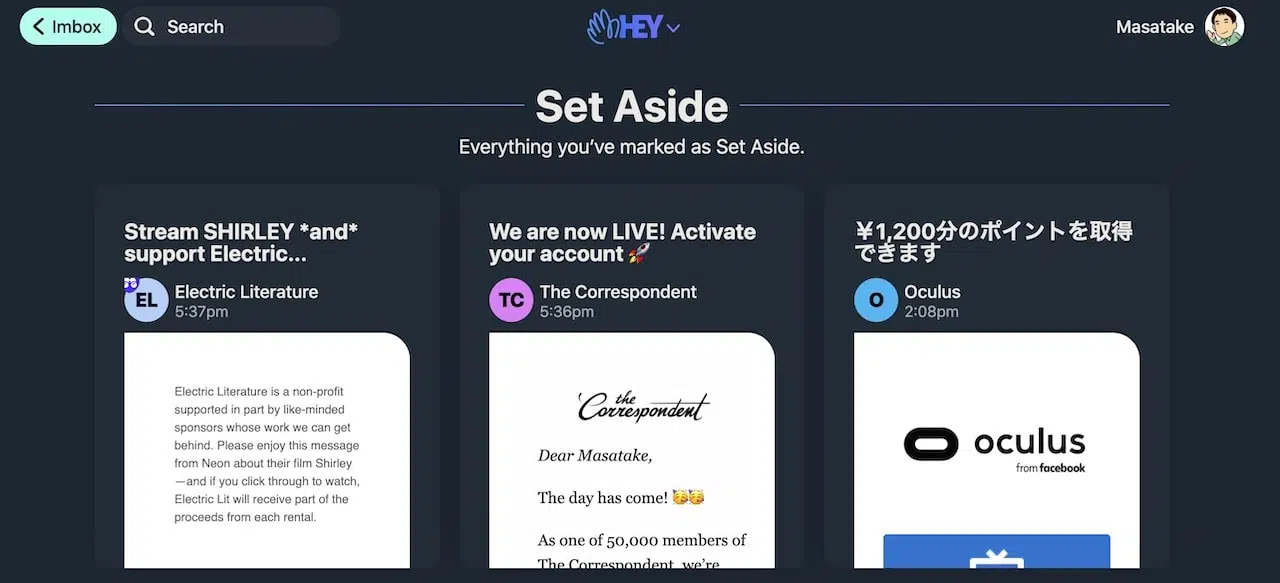 Imbox
Search
HEY
Masatake
Set Aside
Everything you’ve marked as Set Aside.
Stream SHIRLEY *and*
support Electric...
EL
Electric Literature
5:37pm
Electric Literature is a non-profit
supported in part by like-minded
sponsors whose work we can get
behind. Please enjoy this message
from Neon about their film Shirley
—and if you click through to watch,
Electric Lit will receive part of the
proceeds from each rental.
We are now LIVE! Activate
your account 🚀
TC
The Correspondent
5:36pm
the
Correspondent
Dear Masatake,
The day has come! 🥳🥳
As one of 50,000 members of
The Correspondent, we’re
¥1,200分のポイントを取得
できます
O
Oculus
2:08pm
oculus
from facebook